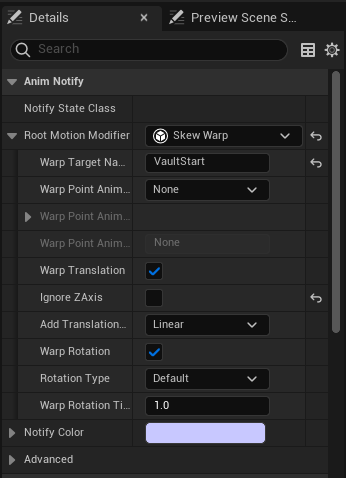 Details
Preview Scene S...
Search
Anim Notify
Notify State Class
Root Motion Modifier Skew Warp
Warp Target Na... VaultStart
Warp Point Anim... None
Warp Point Anim...
Warp Point Anim... None
Warp Translation
Ignore ZAxis
Add Translation... Linear
Warp Rotation
Rotation Type Default
Warp Rotation Ti... 1.0
Notify Color
Advanced